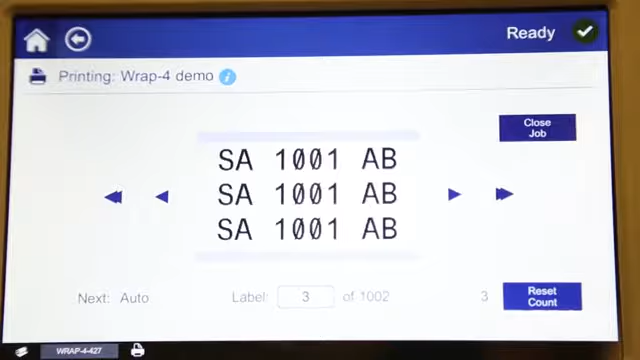 Ready
Printing: Wrap-4 demo
Close
Job
SA 1001 AB
SA 1001 AB
SA 1001 AB
Next: Auto
Label: 3 of 1002
3
Reset
Count
WRAP-4-427